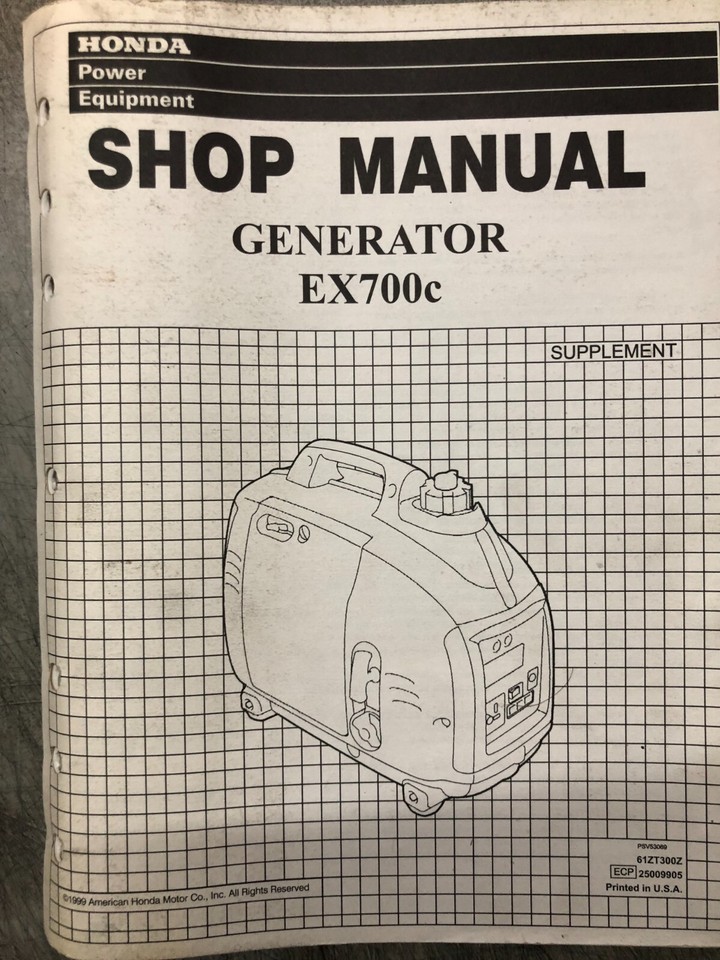 HONDA
Power
Equipment
SHOP MANUAL
GENERATOR
EX700c
SUPPLEMENT
PSV53069
61ZT300Z
ECP 25009905
Printed in U.S.A.
©1999 American Honda Motor Co., Inc. All Rights Reserved